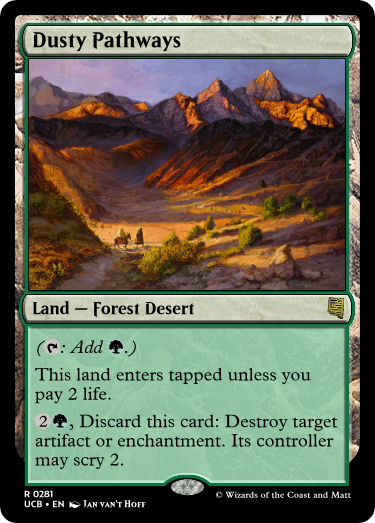 Dusty Pathways
Land — Forest Desert
(: Add .)
This land enters tapped unless you
pay 2 life.
2, Discard this card: Destroy target
artifact or enchantment. Its controller
may scry 2.
R 0281
UCB • EN Jan van't Hoff
© Wizards of the Coast and Matt